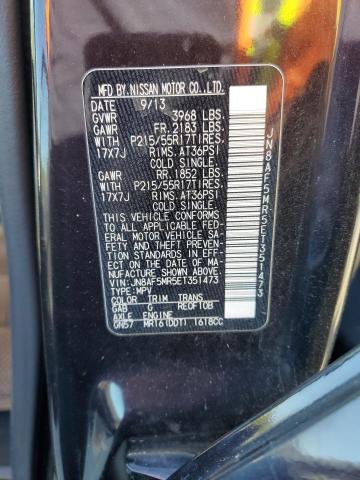 MFD BY NISSAN MOTOR CO., LTD.
DATE 9/13
GVWR 3968 LBS.
GAWR FR. 2183 LBS.
WITH P215/55R17TIRES,
17X7J RIMS, AT36PSI
COLD SINGLE.
GAWR RR. 1852 LBS.
WITH P215/55R17TIRES,
17X7J RIMS, AT36PSI
COLD SINGLE.
THIS VEHICLE CONFORMS
TO ALL APPLICABLE FED-
ERAL MOTOR VEHICLE SA-
FETY AND THEFT PREVEN-
TION STANDARDS IN EFF-
ECT ON THE DATE OF MA-
NUFACTURE SHOWN ABOVE.
VIN:JN8AF5MR5ET351473
TYPE:MPV
COLOR TRIM TRANS
GAB G RE0F10B
AXLE ENGINE
GN57 MR16(DDT) 1618CC
JN8AF5MR5ET351473